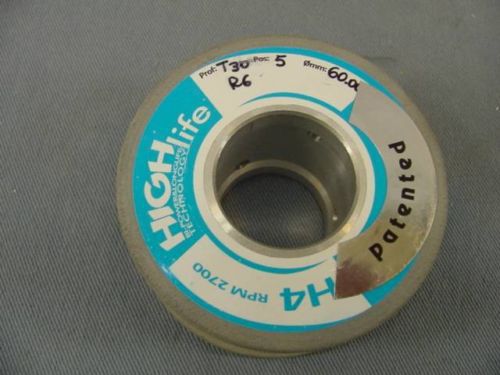 Prof: T30 Pos: 5 Ømm: 60.00
R6
HIGHlife
TECHNOLOGY
H4
RPM 2700
Patented